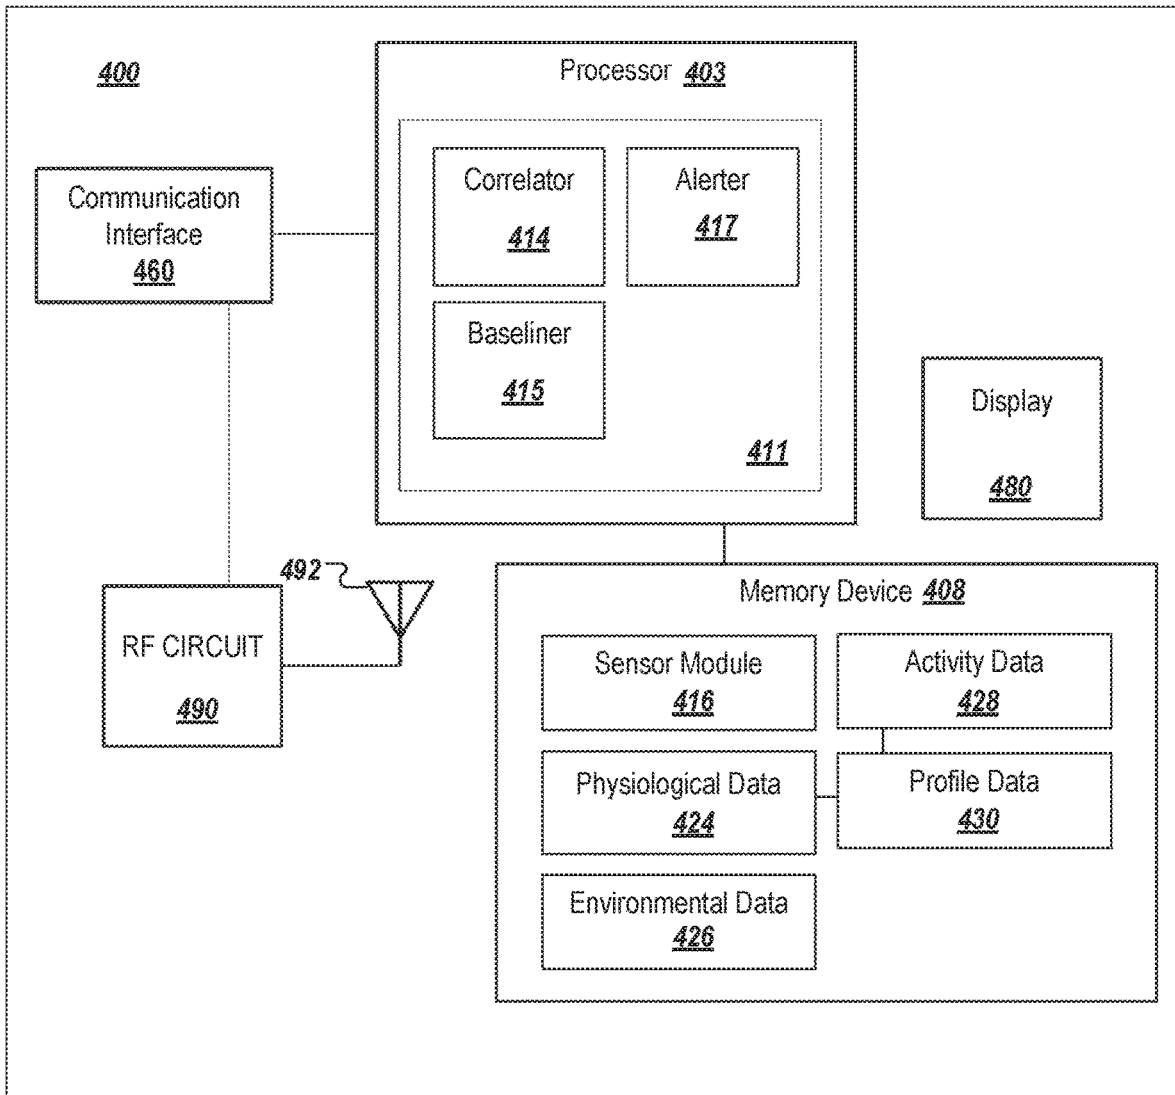 400
Processor 403
Communication
Interface
460
Correlator
414
Alerter
417
Baseliner
415
411
Display
480
492
RF CIRCUIT
490
Memory Device 408
Sensor Module
416
Activity Data
428
Physiological Data
424
Profile Data
430
Environmental Data
426